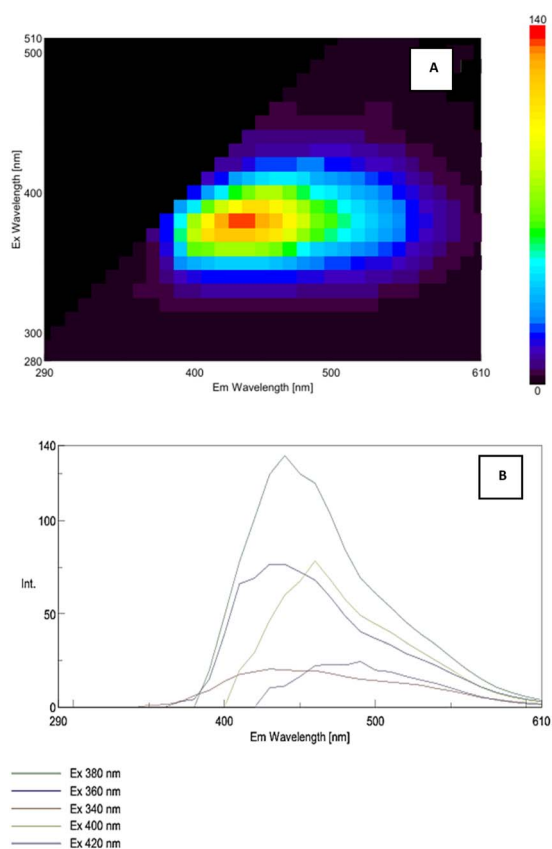 140
A
510
500
400
300
280
0
290
400
500
610
Ex Wavelength [nm]
Em Wavelength [nm]
B
140
100
50
0
Int.
290
400
500
610
Em Wavelength [nm]
Ex 380 nm
Ex 360 nm
Ex 340 nm
Ex 400 nm
Ex 420 nm